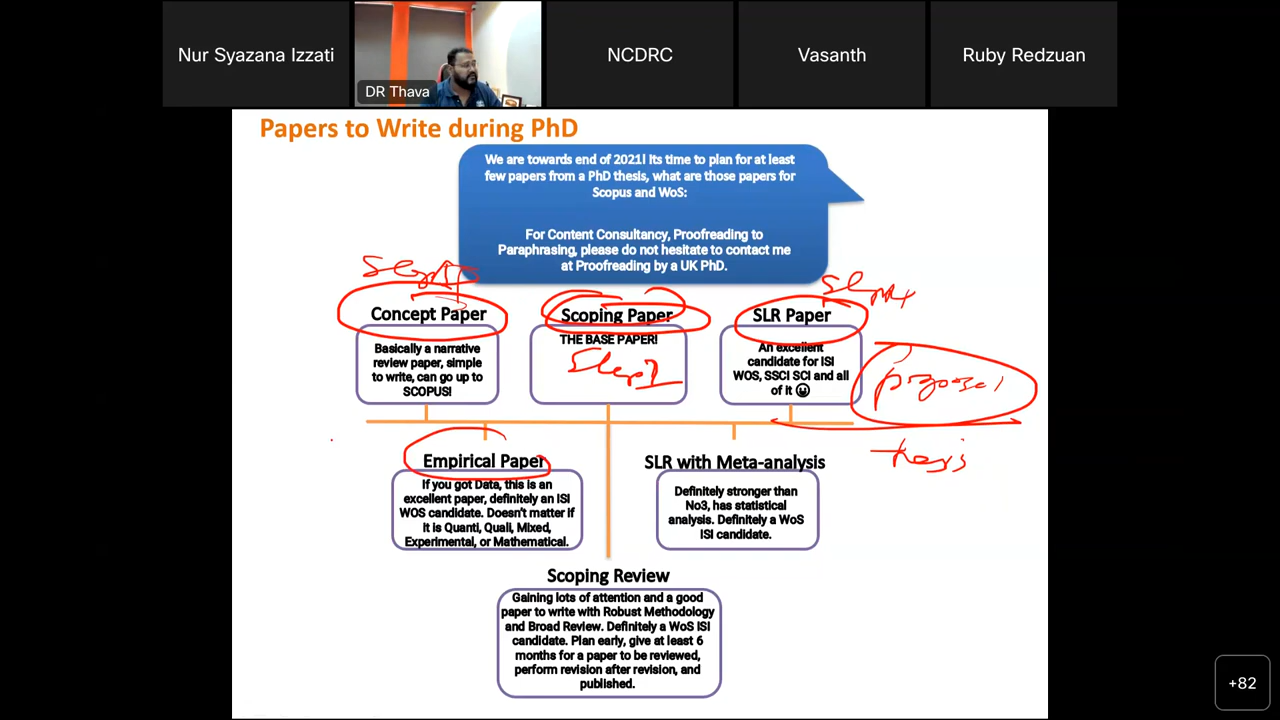 Nur Syazana Izzati
DR Thava
NCDRC
Vasanth
Ruby Redzuan
Papers to Write during PhD
We are towards end of 2021! Its time to plan for at least
few papers from a PhD thesis, what are those papers for
Scopus and WoS:
For Content Consultancy, Proofreading to
Paraphrasing, please do not hesitate to contact me
at Proofreading by a UK PhD.
Concept Paper
Basically a narrative
review paper, simple
to write, can go up to
SCOPUS!
Scoping Paper
THE BASE PAPER!
SLR Paper
An excellent
candidate for ISI
WOS, SSCI SCI and all
of it 😃
proposal
thesis
Empirical Paper
If you got Data, this is an
excellent paper, definitely an ISI
WOS candidate. Doesn't matter if
it is Quanti, Quali, Mixed,
Experimental, or Mathematical.
SLR with Meta-analysis
Definitely stronger than
No3, has statistical
analysis. Definitely a WoS
ISI candidate.
Scoping Review
Gaining lots of attention and a good
paper to write with Robust Methodology
and Broad Review. Definitely a WoS ISI
candidate. Plan early, give at least 6
months for a paper to be reviewed,
perform revision after revision, and
published.
+82